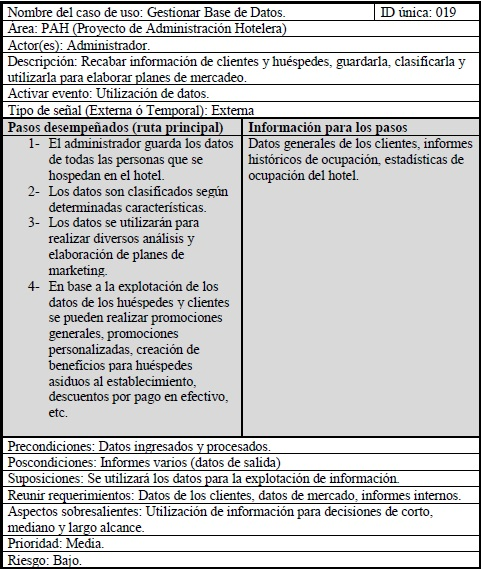 Nombre del caso de uso: Gestionar Base de Datos.
ID única: 019
Area: PAH (Proyecto de Administración Hotelera)
Actor(es): Administrador.
Descripción: Recabar información de clientes y huéspedes, guardarla, clasificarla y
utilizarla para elaborar planes de mercadeo.
Activar evento: Utilización de datos.
Tipo de señal (Externa ó Temporal): Externa
Pasos desempeñados (ruta principal)
1- El administrador guarda los datos
de todas las personas que se
hospedan en el hotel.
2- Los datos son clasificados según
determinadas características.
3- Los datos se utilizarán para
realizar diversos análisis y
elaboración de planes de
marketing.
4- En base a la explotación de los
datos de los huéspedes y clientes
se pueden realizar promociones
generales, promociones
personalizadas, creación de
beneficios para huéspedes
asiduos al establecimiento,
descuentos por pago en efectivo,
etc.
Información para los pasos
Datos generales de los clientes, informes
históricos de ocupación, estadísticas de
ocupación del hotel.
Precondiciones: Datos ingresados y procesados.
Poscondiciones: Informes varios (datos de salida)
Suposiciones: Se utilizará los datos para la explotación de información.
Reunir requerimientos: Datos de los clientes, datos de mercado, informes internos.
Aspectos sobresalientes: Utilización de información para decisiones de corto,
mediano y largo alcance.
Prioridad: Media.
Riesgo: Bajo.